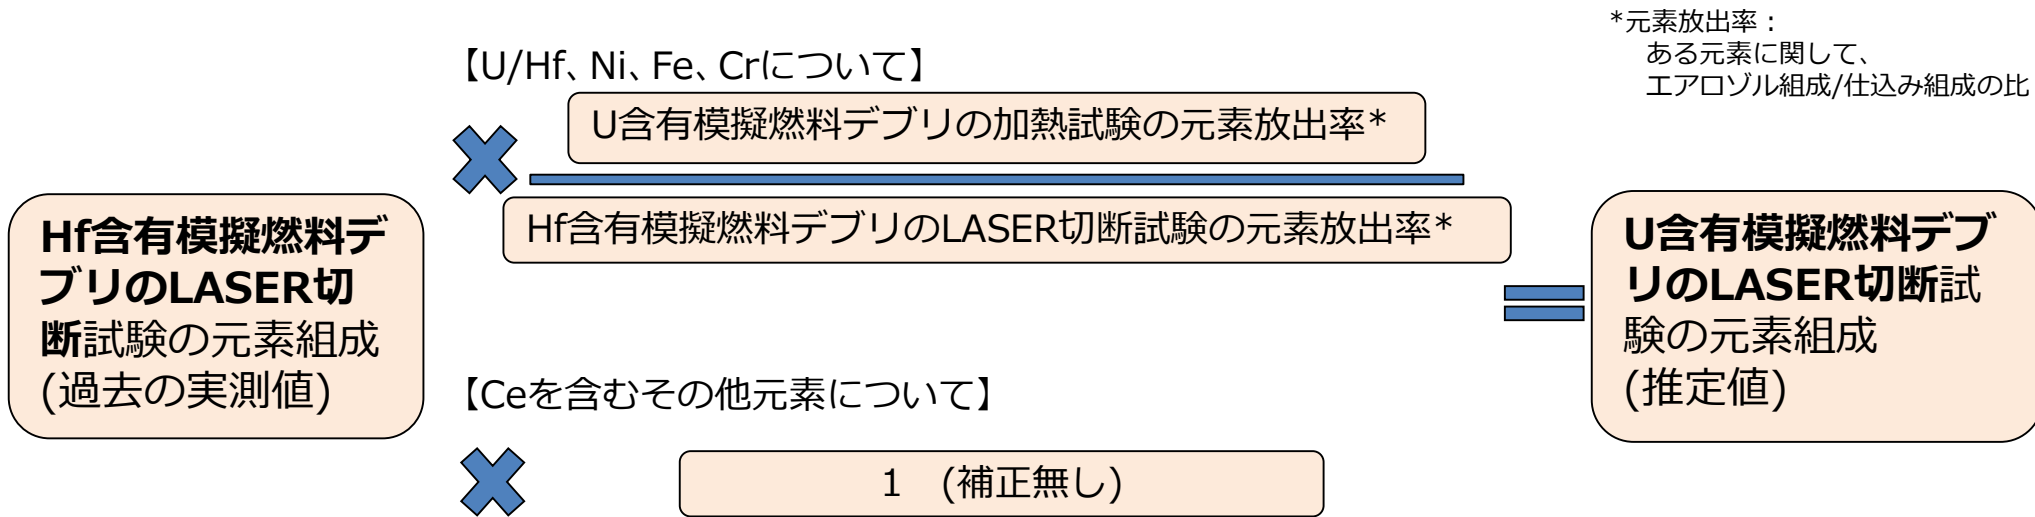 *元素放出率：
ある元素に関して、
エアロゾル組成/仕込み組成の比
【U/Hf、Ni、Fe、Crについて】
U含有模擬燃料デブリの加熱試験の元素放出率*
Hf含有模擬燃料デブリのLASER切断試験の元素放出率*
Hf含有模擬燃料デ
ブリのLASER切
断試験の元素組成
(過去の実測値)
【Ceを含むその他元素について】
1 (補正無し)
U含有模擬燃料デブ
リのLASER切断試
験の元素組成
(推定値)